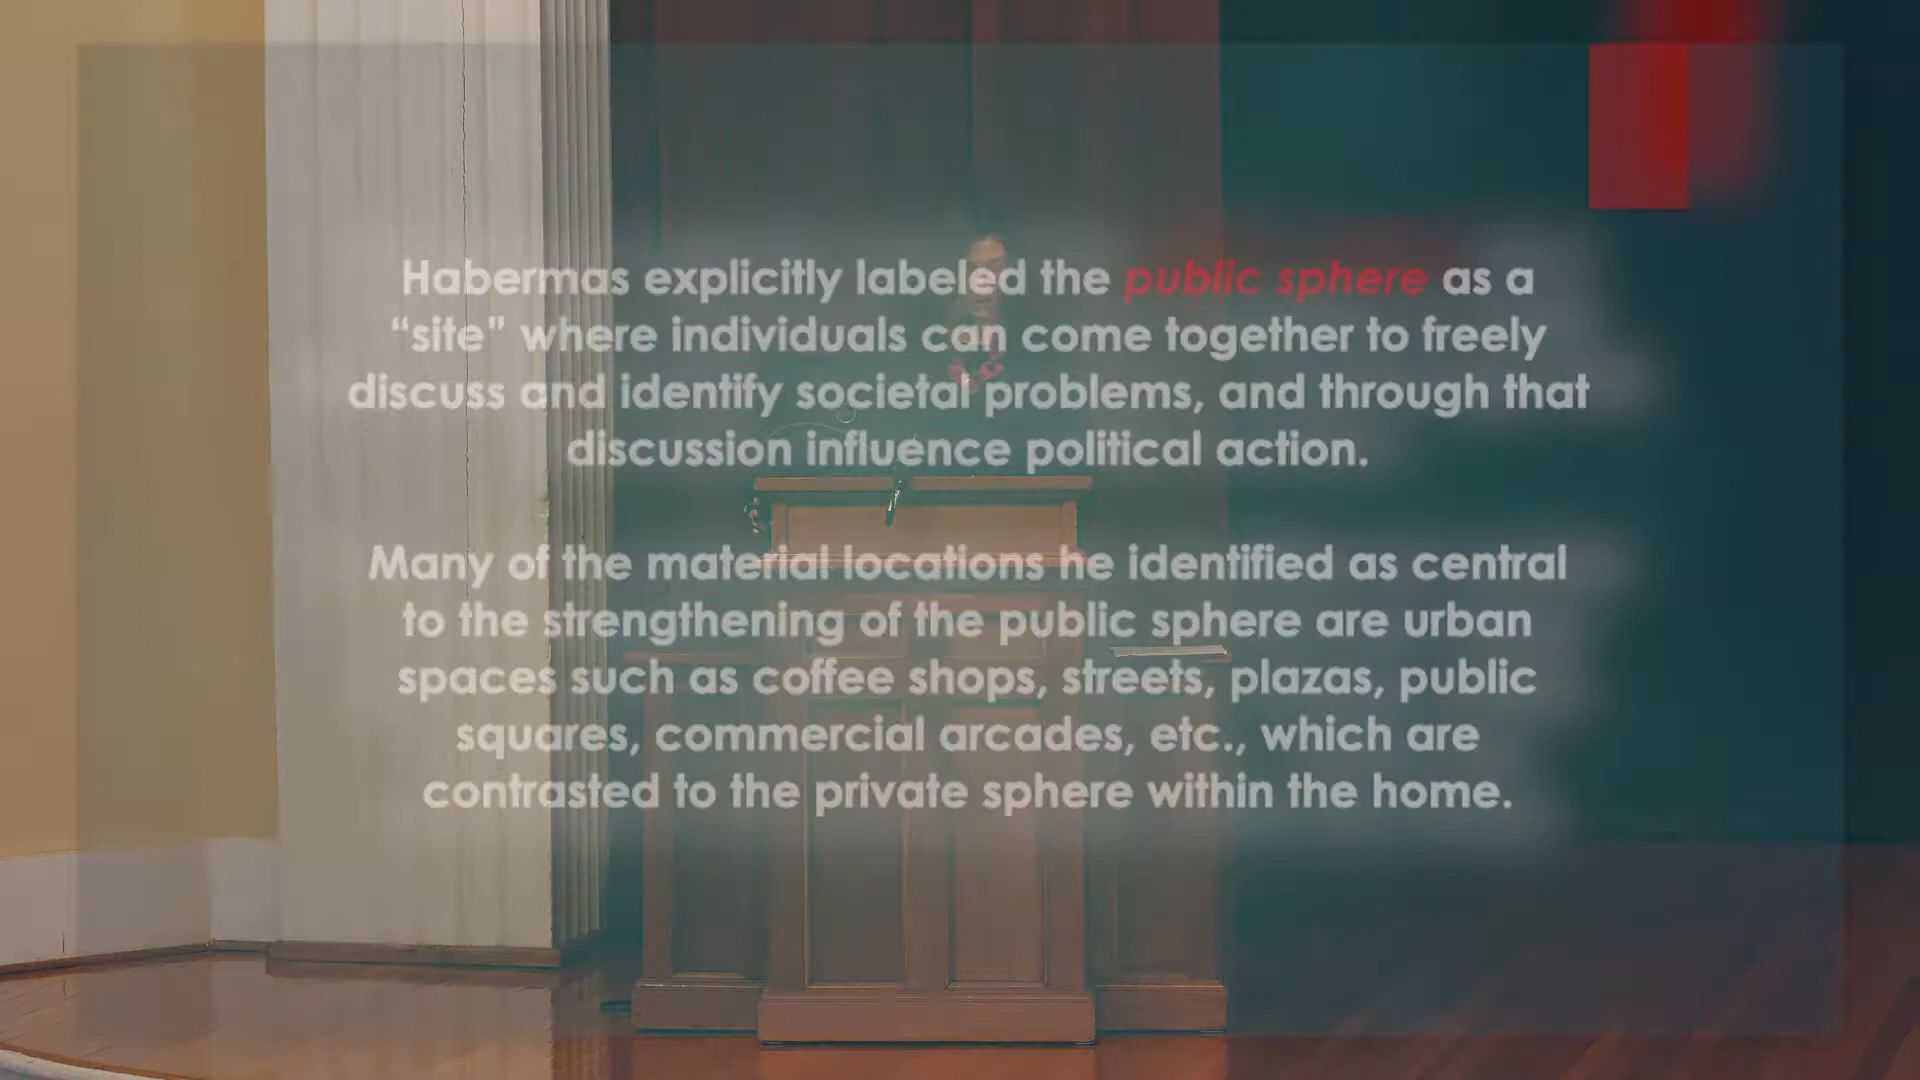 Habermas explicitly labeled the public sphere as a
“site” where individuals can come together to freely
discuss and identify societal problems, and through that
discussion influence political action.
Many of the material locations he identified as central
to the strengthening of the public sphere are urban
spaces such as coffee shops, streets, plazas, public
squares, commercial arcades, etc., which are
contrasted to the private sphere within the home.